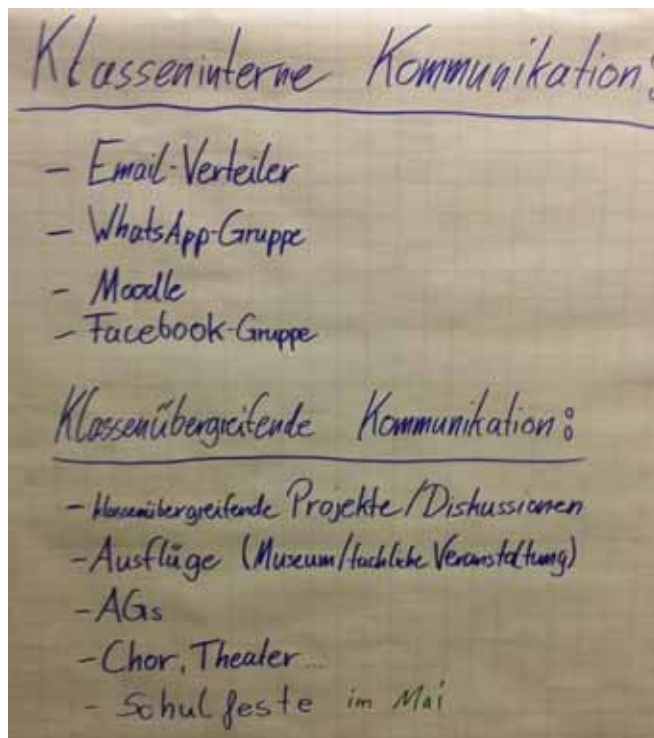 Klasseninterne Kommunikation:
- Email-Verteiler
- WhatsApp-Gruppe
- Moodle
- Facebook-Gruppe
Klassenübergreifende Kommunikation:
- klassenübergreifende Projekte/Diskussionen
- Ausflüge (Museum/fachliche Veranstaltung)
- AGs
- Chor, Theater...
- Schulfeste im Mai